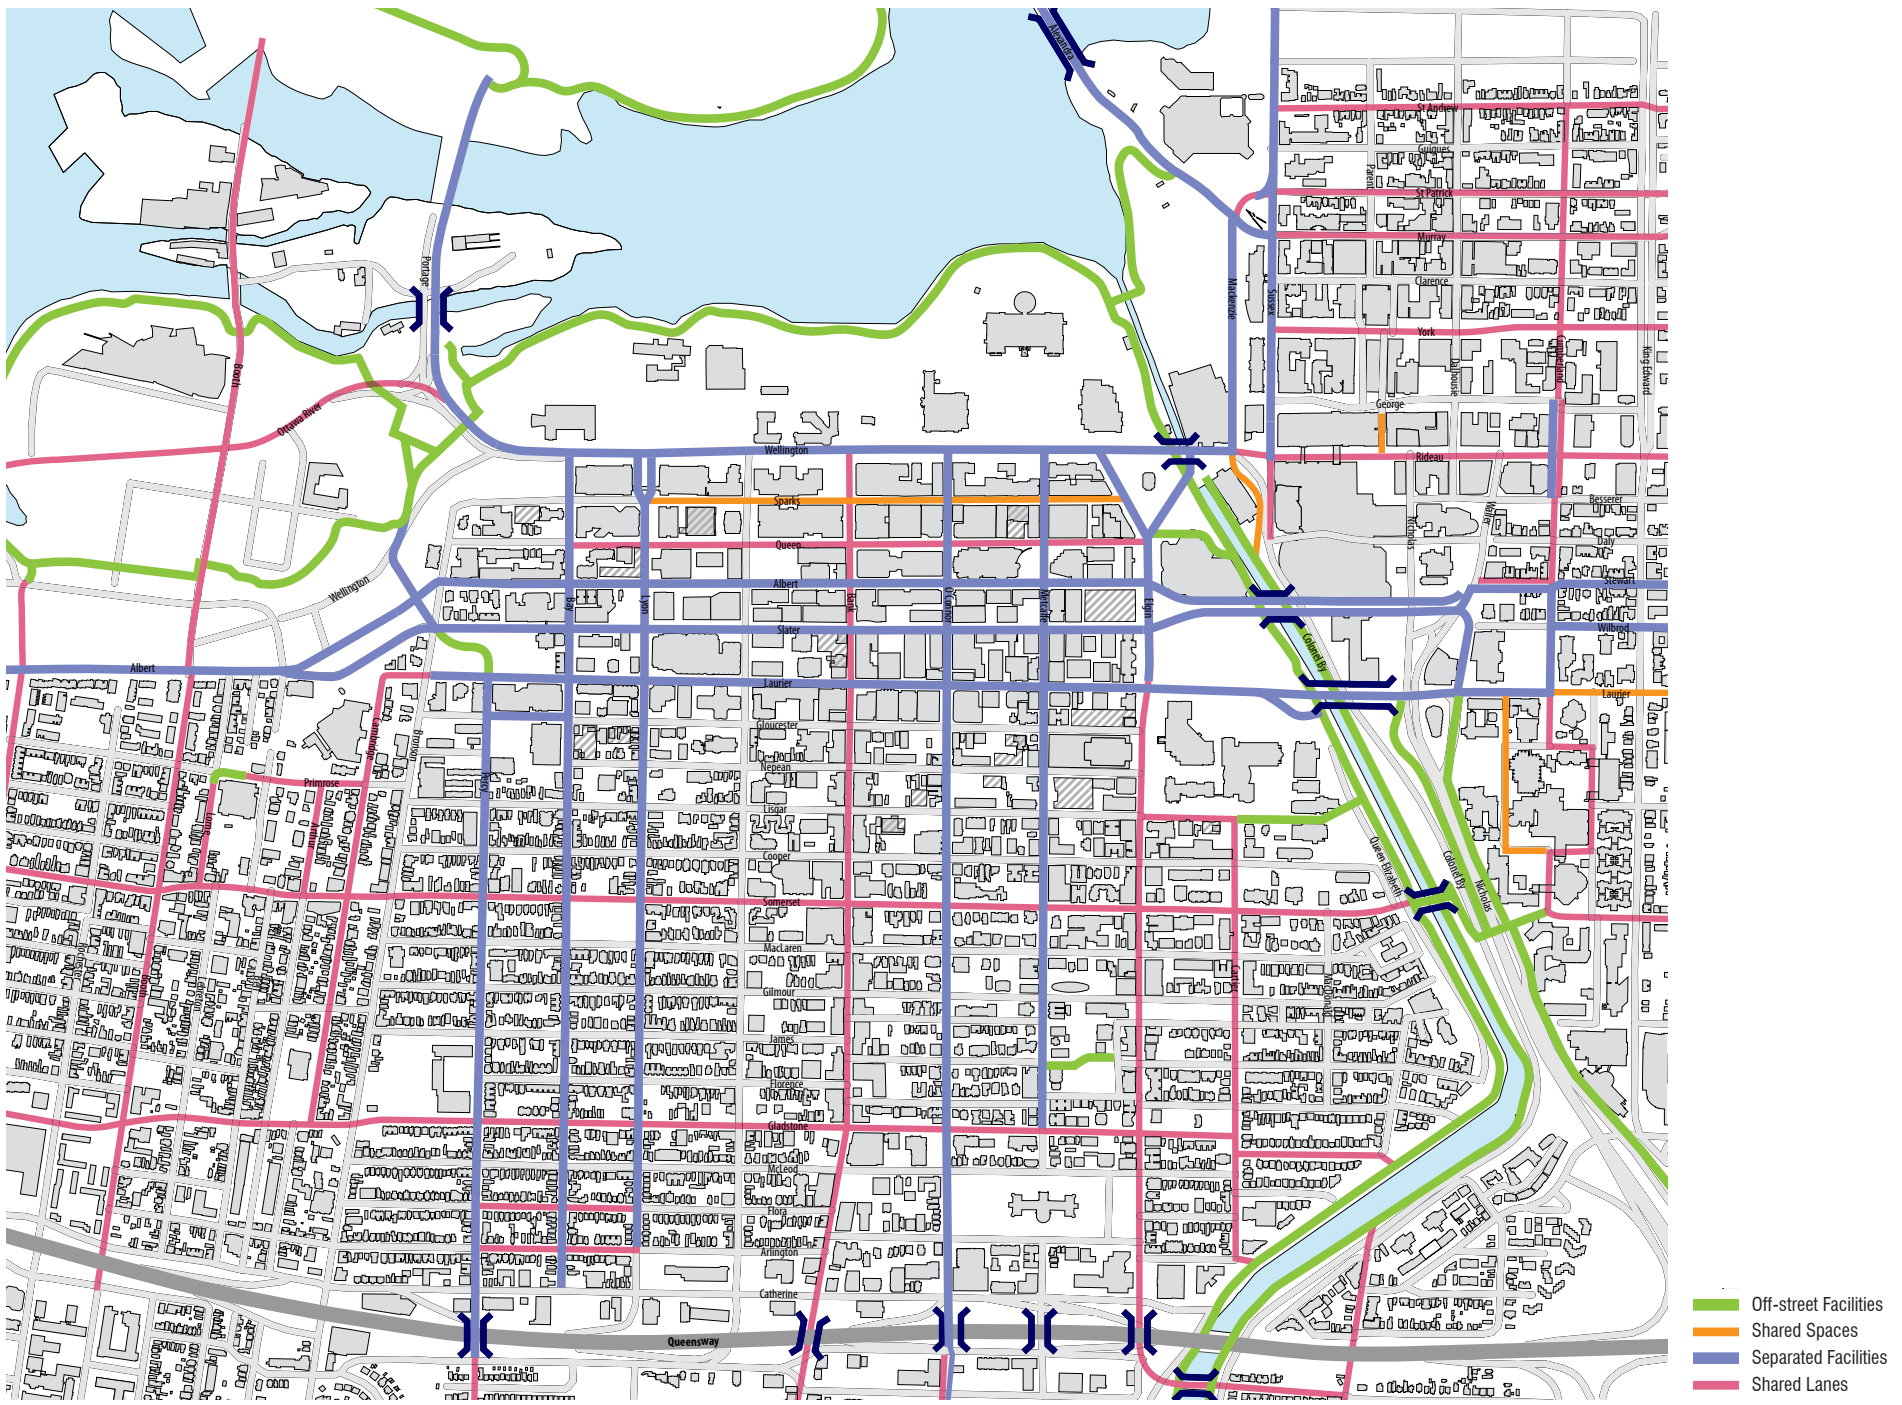 Alexandra
St Andrew
Guigues
Parent
St Patrick
Murray
Portage
Clarence
Mackenzie
Sussex
York
Cumberland
King Edward
Dalhousie
Booth
George
Ottawa River
Wellington
Rideau
Sparks
Besserer
Waller
Nicholas
Queen
Daly
Wellington
Albert
Stewart
Bay
Lyon
Bank
O'Connor
Metcalfe
Elgin
Slater
Wilbrod
Colonel By
Albert
Laurier
Laurier
Cambridge
Bronson
Gloucester
Nepean
Primrose
Percy
Lisgar
Lorne
Arthur
Cooper
Queen Elizabeth
Colonel By
Nicholas
Somerset
MacLaren
Booth
Cartier
Macdonald
Gilmour
James
Florence
Gladstone
McLeod
Flora
Arlington
Catherine
Queensway
Off-street Facilities
Shared Spaces
Separated Facilities
Shared Lanes